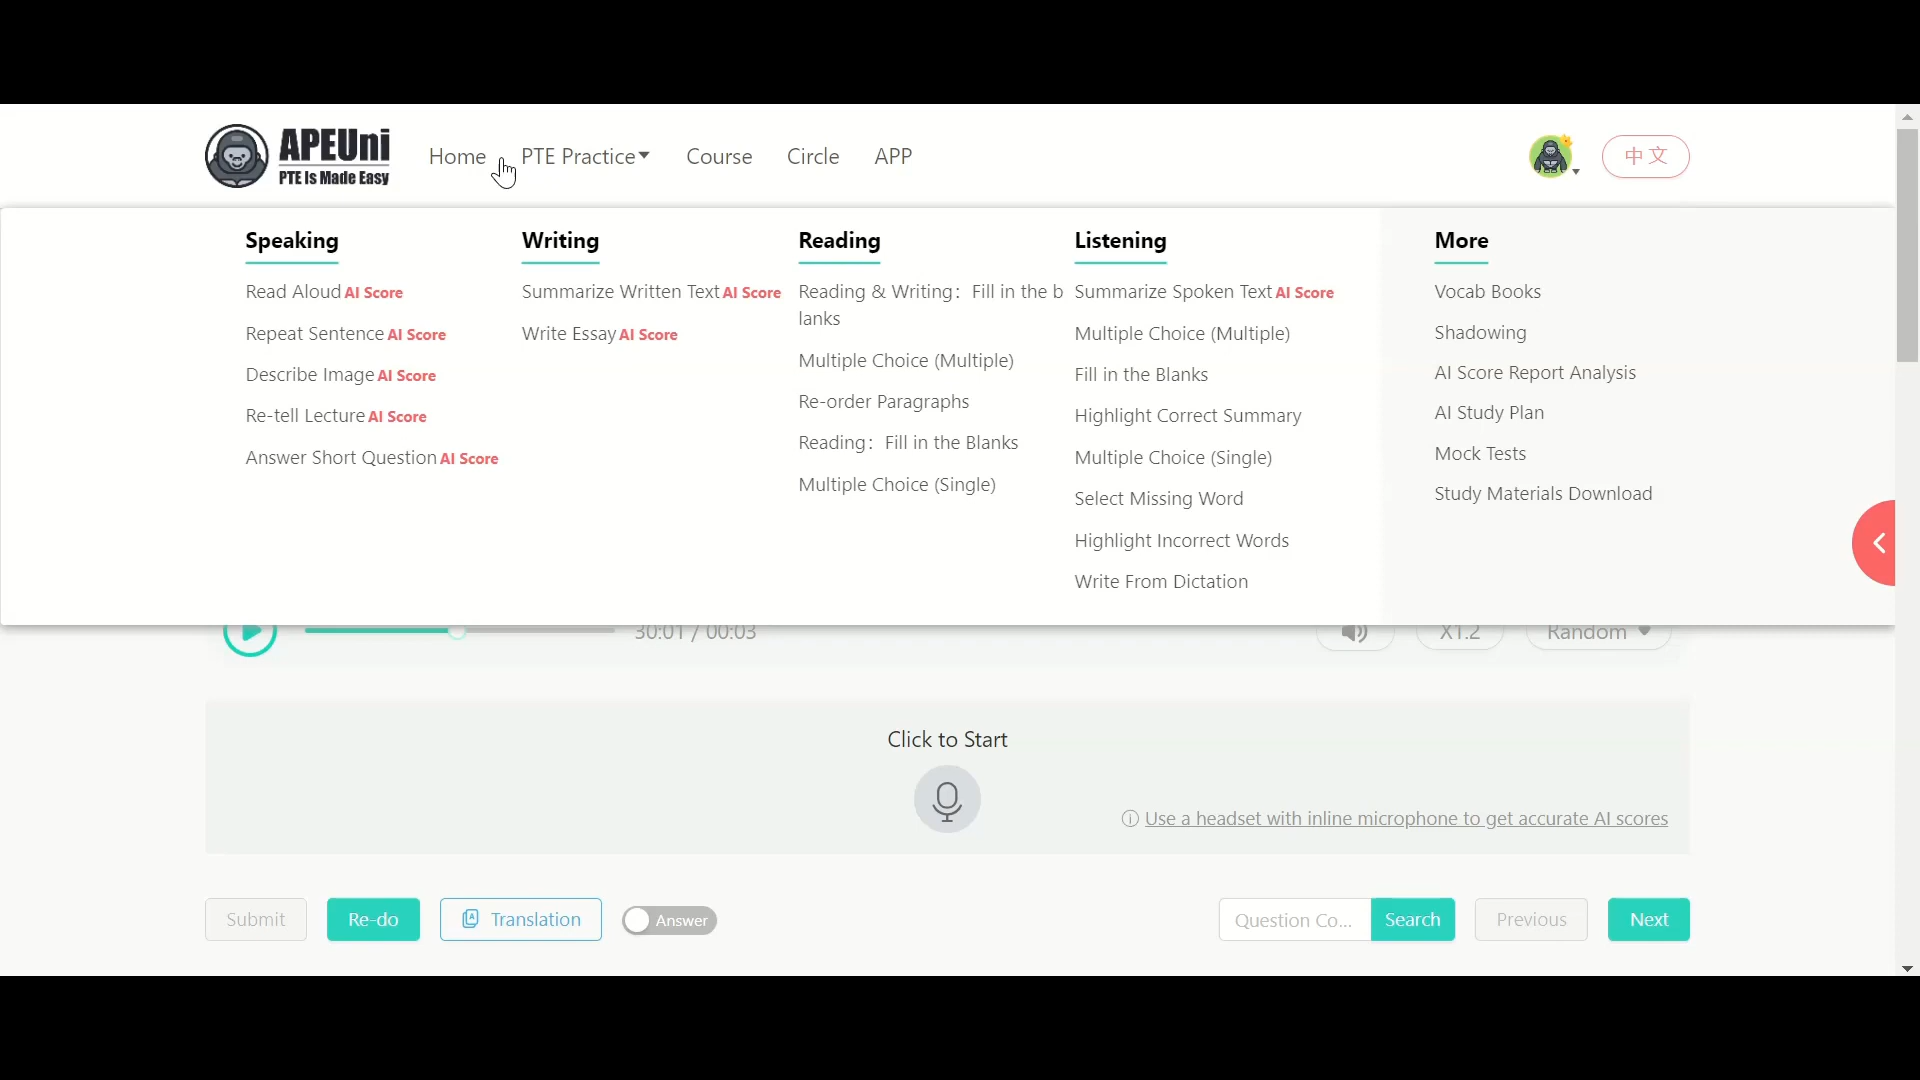 APEUni
PTE Is Made Easy
Home
PTE Practice
Course
Circle
APP
中文
Speaking
Read Aloud AI Score
Repeat Sentence AI Score
Describe Image AI Score
Re-tell Lecture AI Score
Answer Short Question AI Score
Writing
Summarize Written Text AI Score
Write Essay AI Score
Reading
Reading & Writing：Fill in the b
lanks
Multiple Choice (Multiple)
Re-order Paragraphs
Reading：Fill in the Blanks
Multiple Choice (Single)
Listening
Summarize Spoken Text AI Score
Multiple Choice (Multiple)
Fill in the Blanks
Highlight Correct Summary
Multiple Choice (Single)
Select Missing Word
Highlight Incorrect Words
Write From Dictation
More
Vocab Books
Shadowing
AI Score Report Analysis
AI Study Plan
Mock Tests
Study Materials Download
30:01 / 00:03
X1.2
Random
Click to Start
Use a headset with inline microphone to get accurate AI scores
Submit
Re-do
Translation
Answer
Question Co...
Search
Previous
Next